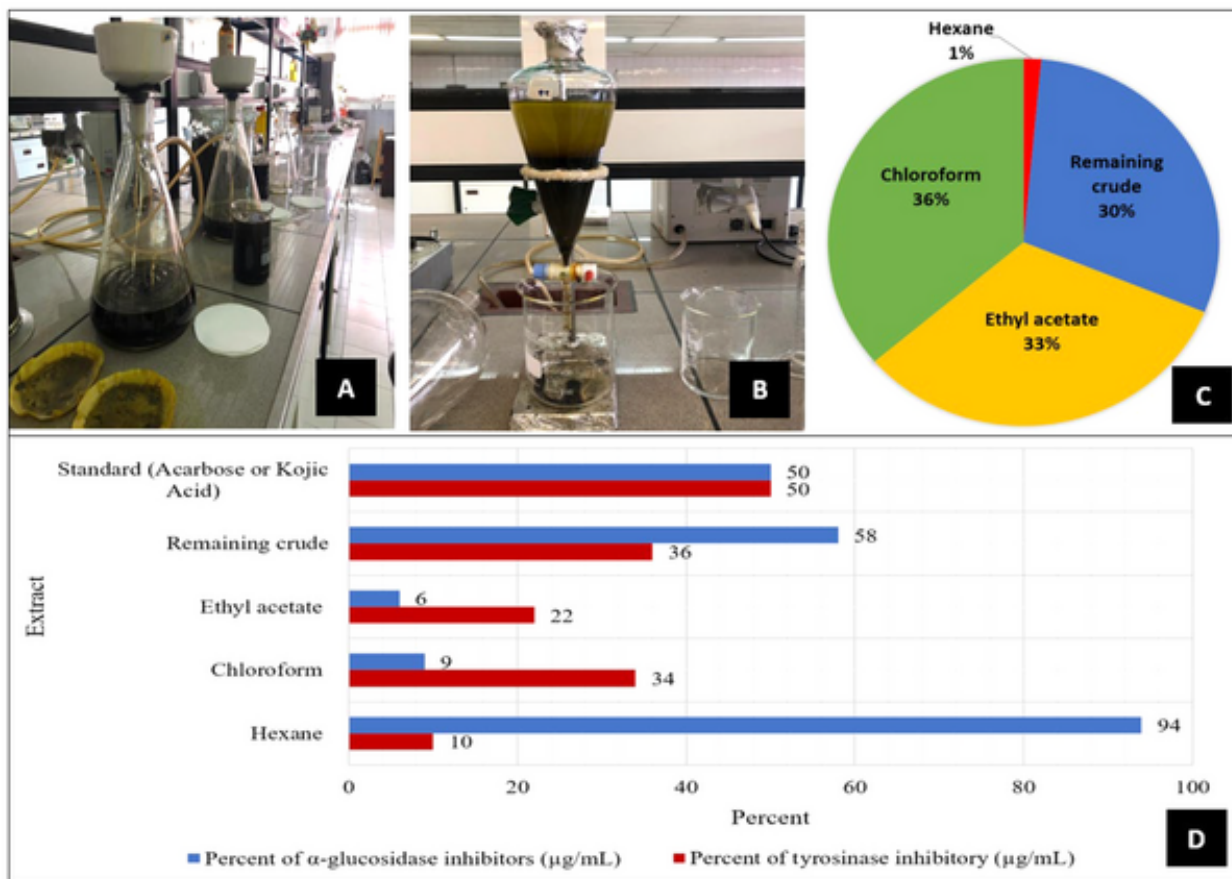 A
B
Hexane
1%
Chloroform
36%
Remaining
crude
30%
Ethyl acetate
33%
C
Extract
Standard (Acarbose or Kojic
Acid)
50
50
Remaining crude
58
36
Ethyl acetate
6
22
Chloroform
9
34
Hexane
94
10
0 20 40 60 80 100
Percent
D
Percent of α-glucosidase inhibitors (µg/mL) Percent of tyrosinase inhibitory (µg/mL)